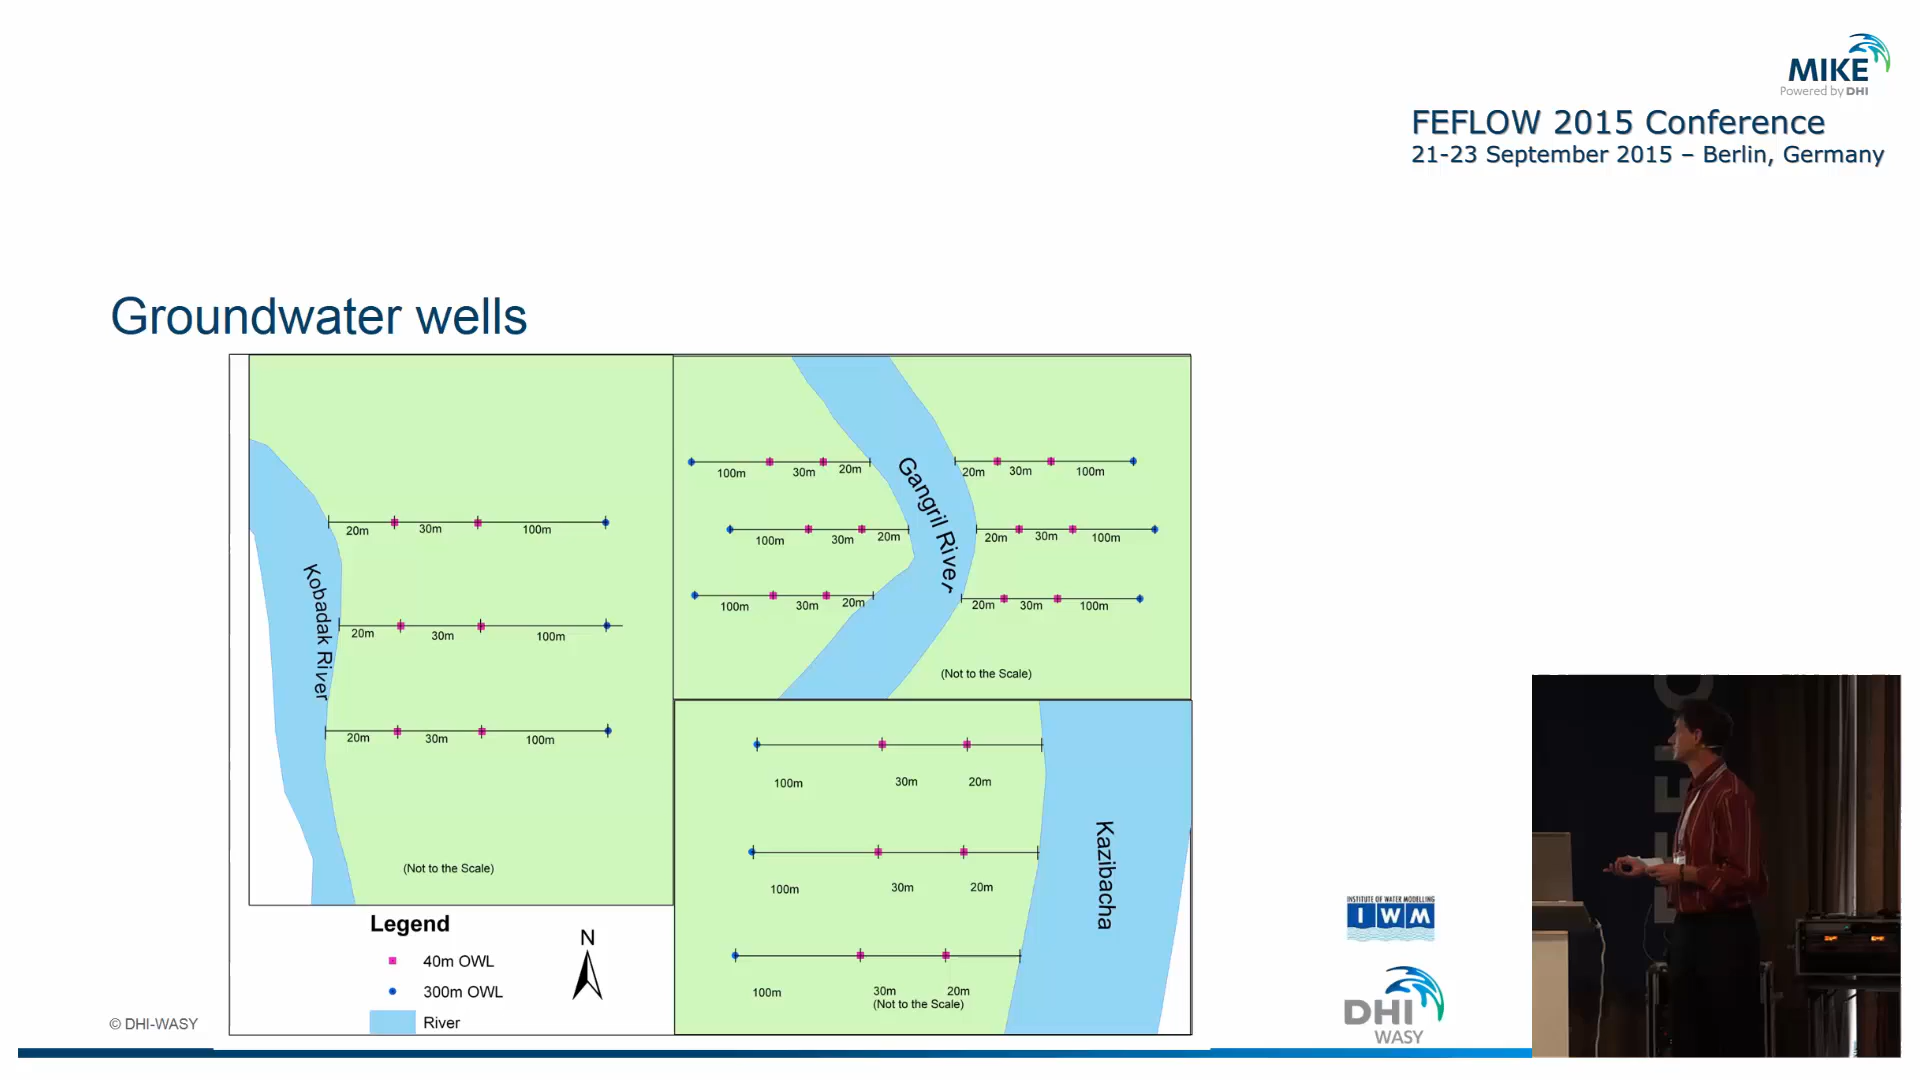 MIKE
Powered by DHI
FEFLOW 2015 Conference
21-23 September 2015 – Berlin, Germany
Groundwater wells
Kobadak River
20m 30m 100m
20m 30m 100m
20m 30m 100m
(Not to the Scale)
Gangril River
100m 30m 20m
20m 30m 100m
100m 30m 20m
20m 30m 100m
100m 30m 20m
20m 30m 100m
(Not to the Scale)
100m 30m 20m
100m 30m 20m
100m 30m 20m
(Not to the Scale)
Kazibacha
Legend
40m OWL
300m OWL
River
N
© DHI-WASY
INSTITUTE OF WATER MODELLING
IWM
DHI
WASY